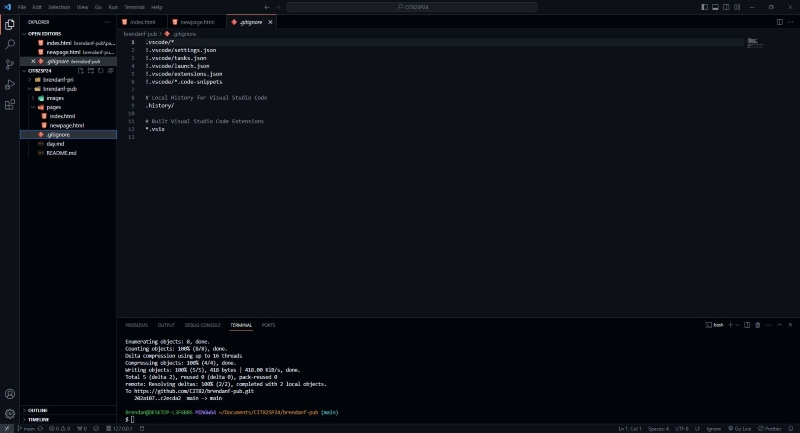 File Edit Selection View Go Run Terminal Help
CIT82SP24
EXPLORER
OPEN EDITORS
index.html brendanf-pub\pa...
newpage.html brendanf-pu...
.gitignore brendanf-pub
CIT82SP24
brendanf-pri
brendanf-pub
images
pages
index.html
newpage.html
.gitignore
day.md
README.md
OUTLINE
TIMELINE
index.html
newpage.html
.gitignore
brendanf-pub > .gitignore
1 .vscode/*
2 !.vscode/settings.json
3 !.vscode/tasks.json
4 !.vscode/launch.json
5 !.vscode/extensions.json
6 !.vscode/*.code-snippets
7
8 # Local History for Visual Studio Code
9 .history/
10
11 # Built Visual Studio Code Extensions
12 *.vsix
13
PROBLEMS OUTPUT DEBUG CONSOLE TERMINAL PORTS
bash
Enumerating objects: 8, done.
Counting objects: 100% (8/8), done.
Delta compression using up to 16 threads
Compressing objects: 100% (4/4), done.
Writing objects: 100% (5/5), 418 bytes | 418.00 KiB/s, done.
Total 5 (delta 2), reused 0 (delta 0), pack-reused 0
remote: Resolving deltas: 100% (2/2), completed with 2 local objects.
To https://github.com/CIT82/brendanf-pub.git
202a107..c2ecda2 main -> main
MINGW64 ~/Documents/CIT82SP24/brendanf-pub (main)
$
main 0 0 0 127.0.0.1
Ln 1, Col 1 Spaces: 4 UTF-8 LF Ignore Go Live Prettier